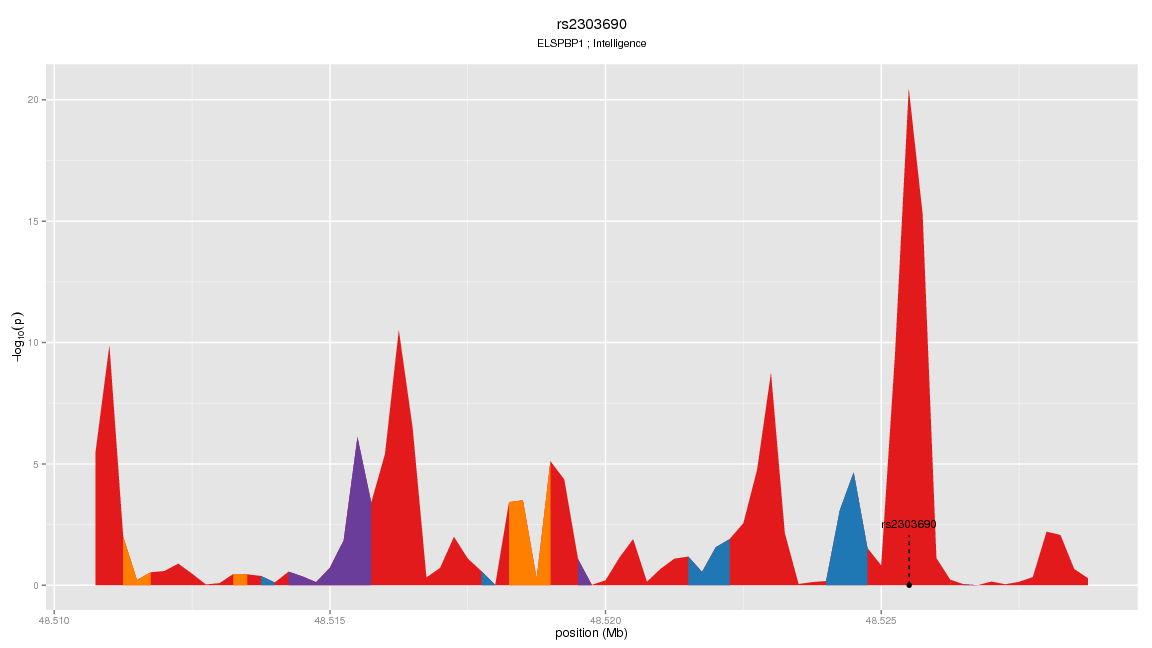 rs2303690
ELSPBP1 ; Intelligence
20
15
10
5
0
−log10(p)
rs2303690
48.510
48.515
48.520
48.525
position (Mb)